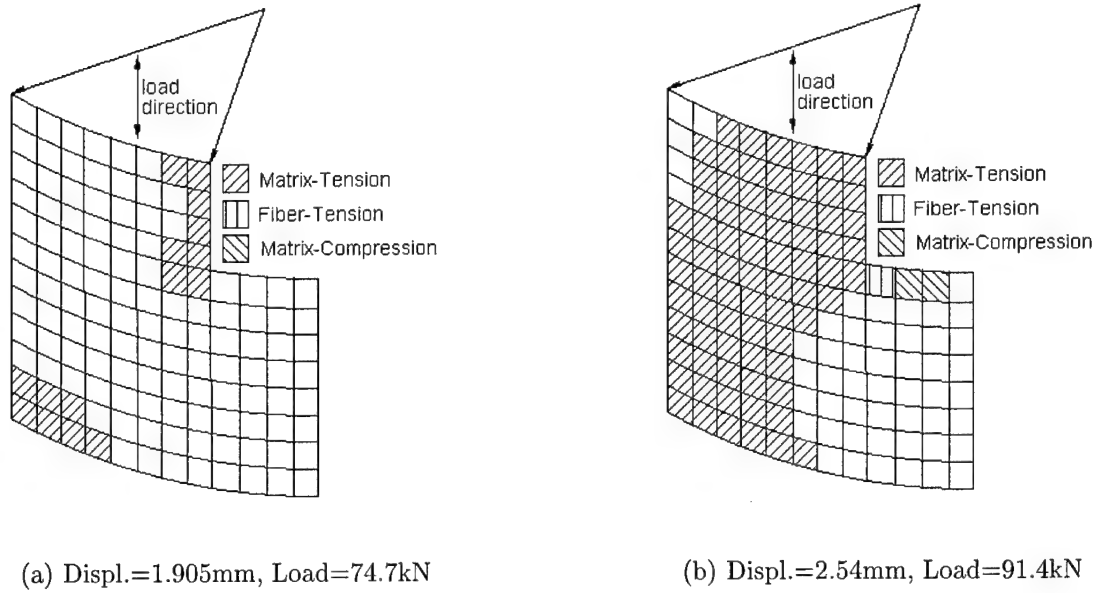 load
direction
Matrix-Tension
Fiber-Tension
Matrix-Compression
load
direction
Matrix-Tension
Fiber-Tension
Matrix-Compression
(a) Displ.=1.905mm, Load=74.7kN
(b) Displ.=2.54mm, Load=91.4kN